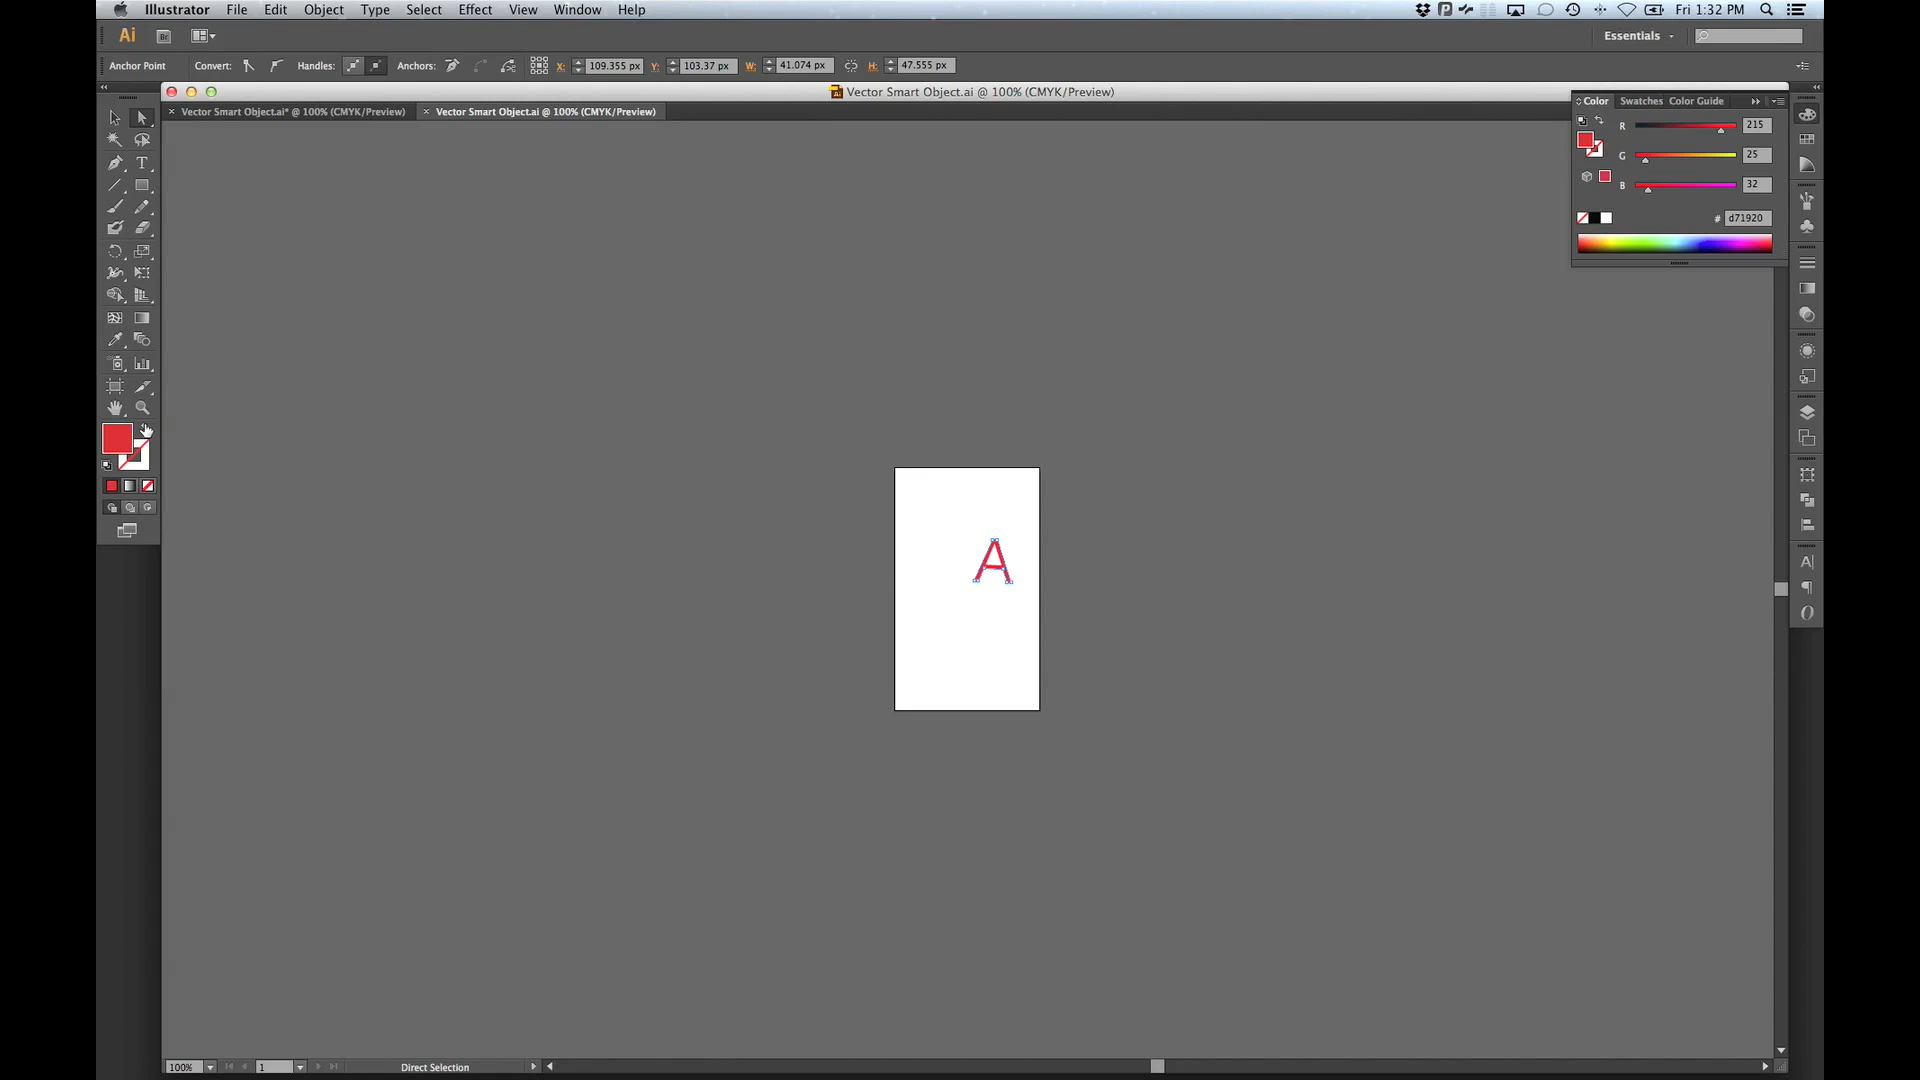 Illustrator File Edit Object Type Select Effect View Window Help Fri 1:32 PM
Ai Br Essentials
Anchor Point Convert: Handles: Anchors: X: 109.355 px Y: 103.37 px W: 41.074 px H: 47.555 px
Vector Smart Object.ai @ 100% (CMYK/Preview)
Vector Smart Object.ai* @ 100% (CMYK/Preview) Vector Smart Object.ai @ 100% (CMYK/Preview)
Color Swatches Color Guide
R 215
G 25
B 32
# d71920
A
100% 1 Direct Selection